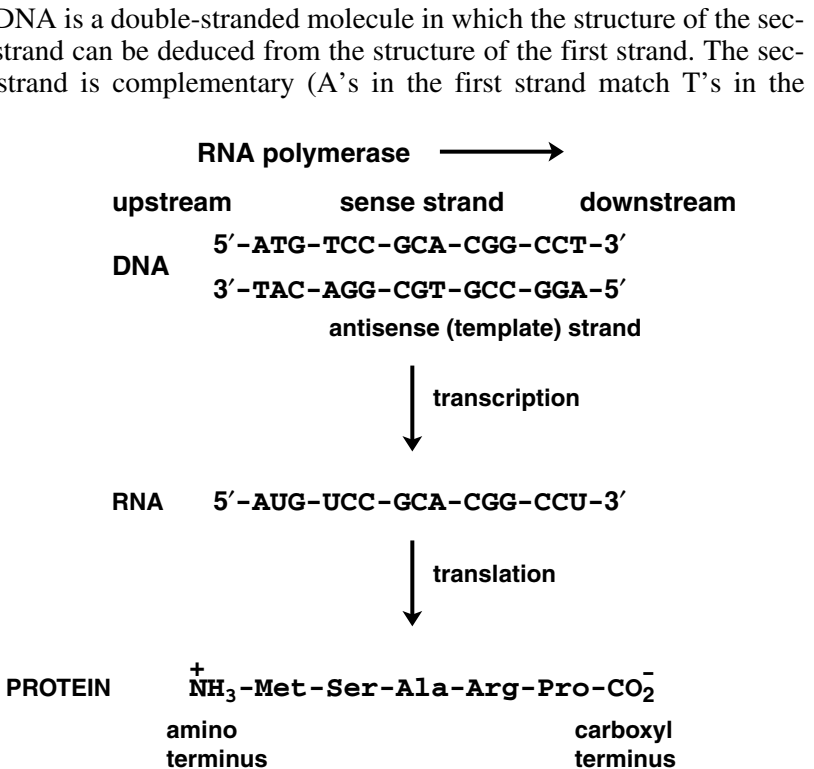 DNA is a double-stranded molecule in which the structure of the sec-
strand can be deduced from the structure of the first strand. The sec-
strand is complementary (A's in the first strand match T's in the
RNA polymerase
upstream sense strand downstream
5′-ATG-TCC-GCA-CGG-CCT-3′
DNA
3′-TAC-AGG-CGT-GCC-GGA-5′
antisense (template) strand
transcription
RNA 5′-AUG-UCC-GCA-CGG-CCU-3′
translation
PROTEIN N⁺H₃-Met-Ser-Ala-Arg-Pro-CO₂⁻
amino carboxyl
terminus terminus